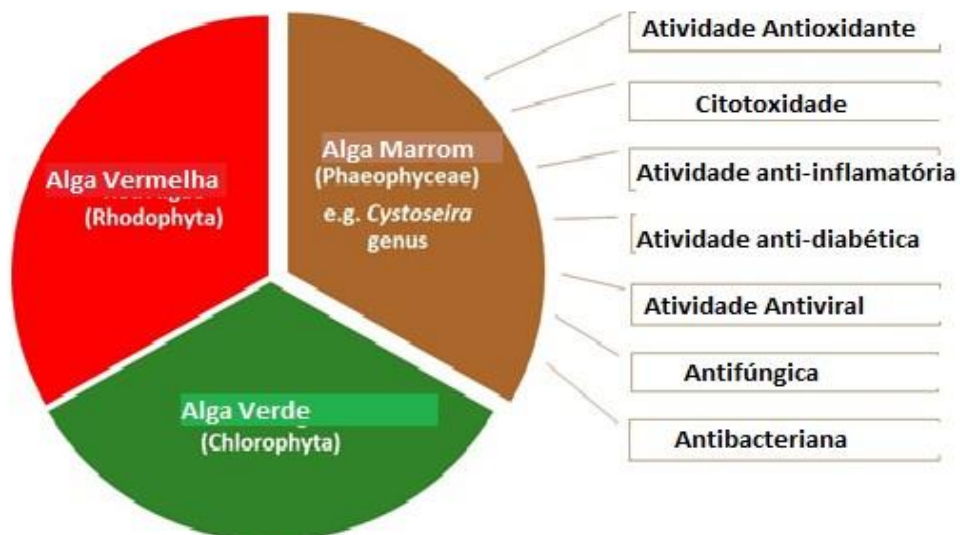 Alga Vermelha
(Rhodophyta)
Alga Marrom
(Phaeophyceae)
e.g. Cystoseira
genus
Alga Verde
(Chlorophyta)
Atividade Antioxidante
Citotoxidade
Atividade anti-inflamatória
Atividade anti-diabética
Atividade Antiviral
Antifúngica
Antibacteriana